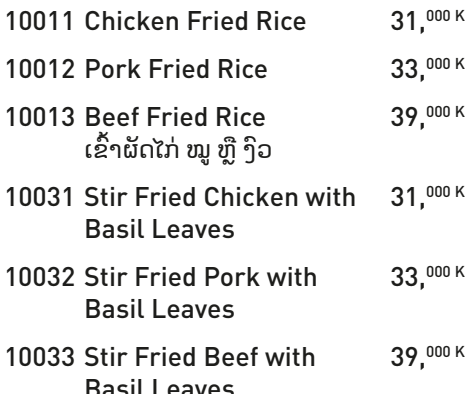 10011 Chicken Fried Rice 31,000 K
10012 Pork Fried Rice 33,000 K
10013 Beef Fried Rice 39,000 K
ເຂົ້າຜັດໄກ່ ໝູ ຫຼື ງົວ
10031 Stir Fried Chicken with 31,000 K
Basil Leaves
10032 Stir Fried Pork with 33,000 K
Basil Leaves
10033 Stir Fried Beef with 39,000 K
Basil Leaves